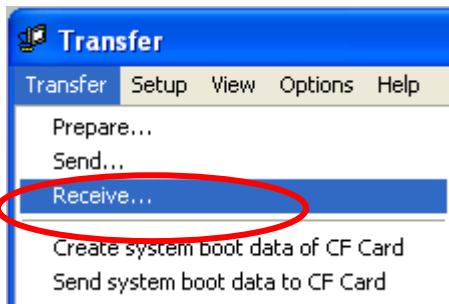 Transfer
Transfer Setup View Options Help
Prepare...
Send...
Receive...
Create system boot data of CF Card
Send system boot data to CF Card